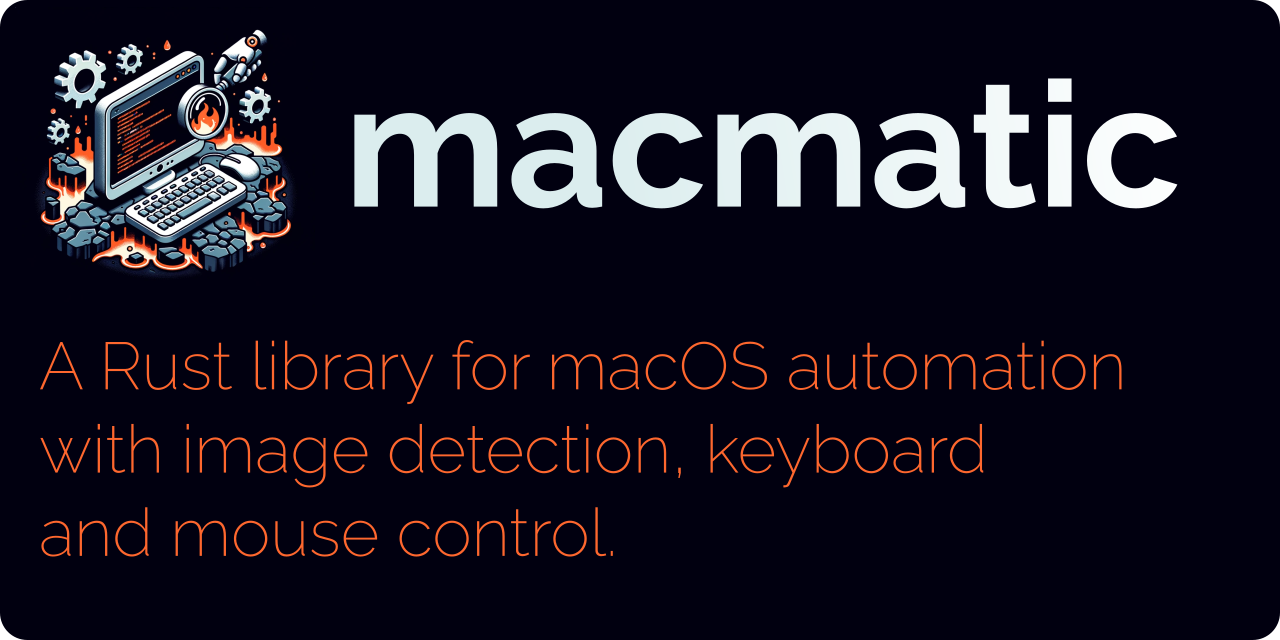 macmatic
A Rust library for macOS automation
with image detection, keyboard
and mouse control.